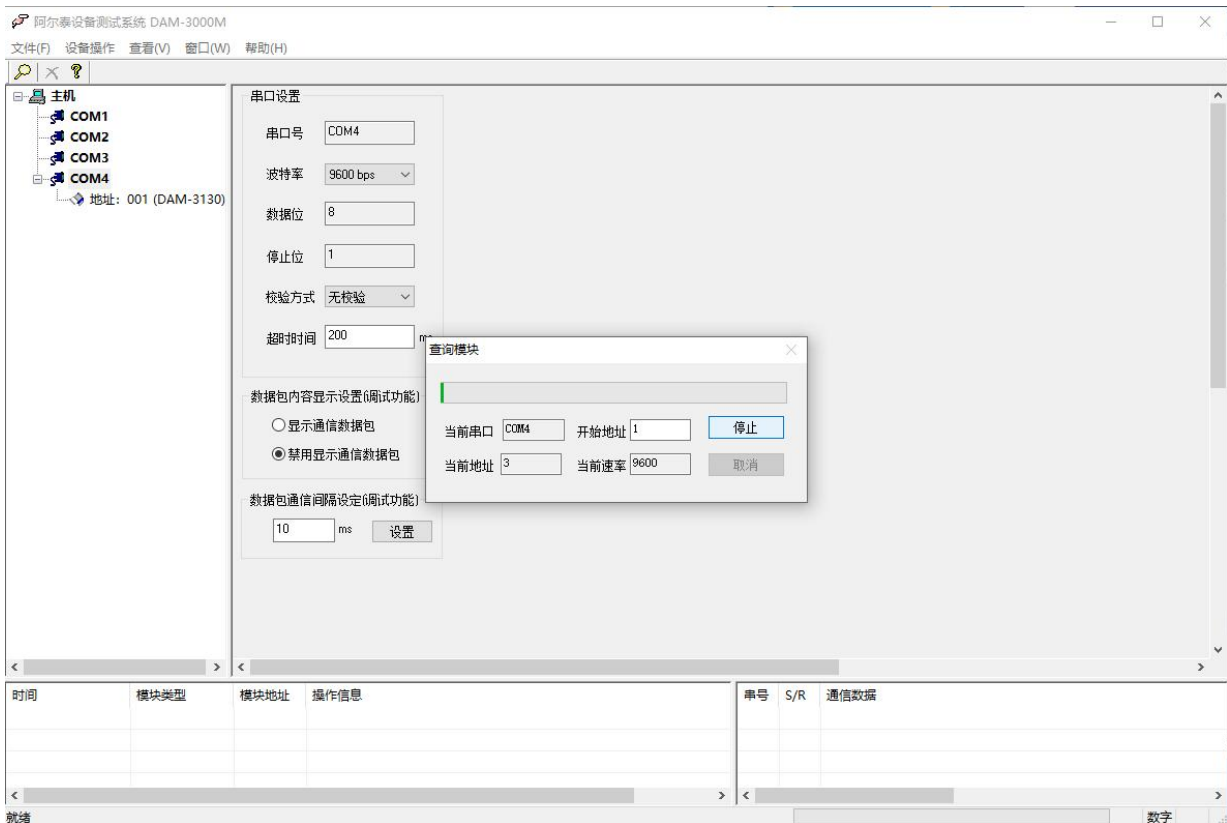 阿尔泰设备测试系统 DAM-3000M
文件(F) 设备操作 查看(V) 窗口(W) 帮助(H)
主机
COM1
COM2
COM3
COM4
地址：001 (DAM-3130)
串口设置
串口号 COM4
波特率 9600 bps
数据位 8
停止位 1
校验方式 无校验
超时时间 200
数据包内容显示设置(调试功能)
显示通信数据包
禁用显示通信数据包
数据包通信间隔设定(调试功能)
10 ms 设置
查询模块
当前串口 COM4 开始地址 1 停止
当前地址 3 当前速率 9600 取消
时间 模块类型 模块地址 操作信息
串号 S/R 通信数据
就绪 数字